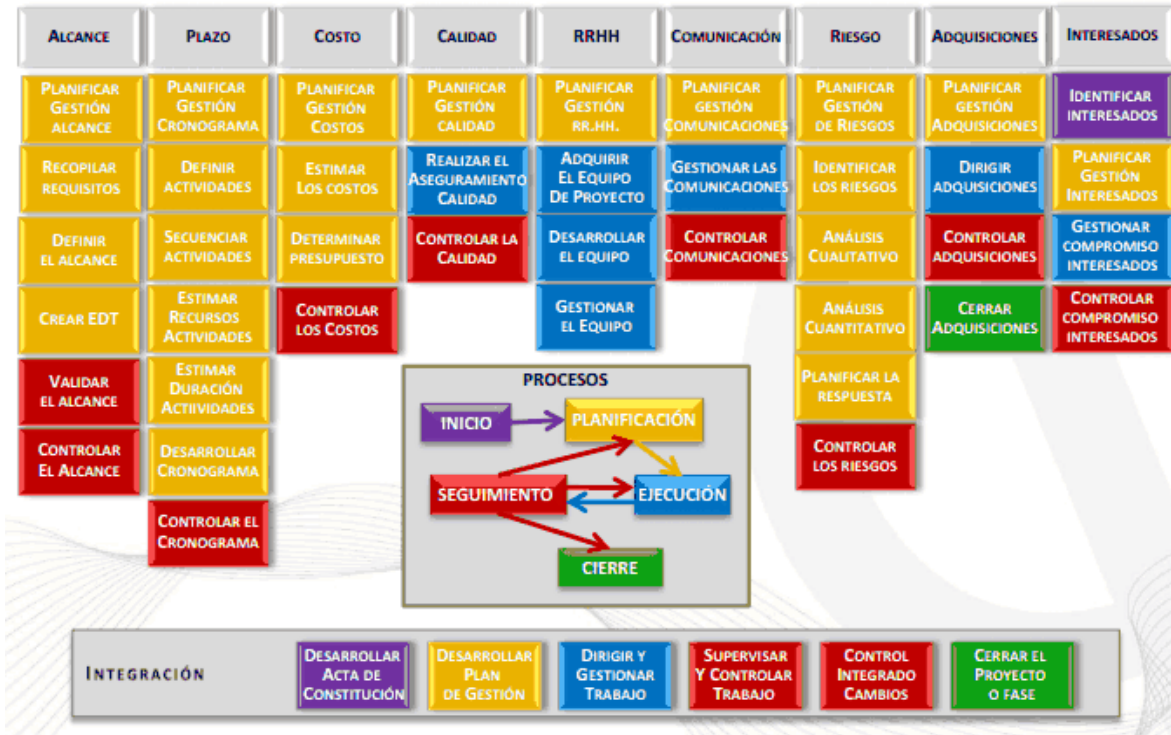 ALCANCE
PLANIFICAR
GESTIÓN
ALCANCE
RECOPILAR
REQUISITOS
DEFINIR
EL ALCANCE
CREAR EDT
VALIDAR
EL ALCANCE
CONTROLAR
EL ALCANCE
PLAZO
PLANIFICAR
GESTIÓN
CRONOGRAMA
DEFINIR
ACTIVIDADES
SECUENCIAR
ACTIVIDADES
ESTIMAR
RECURSOS
ACTIVIDADES
ESTIMAR
DURACIÓN
ACTIIVIDADES
DESARROLLAR
CRONOGRAMA
CONTROLAR EL
CRONOGRAMA
COSTO
PLANIFICAR
GESTIÓN
COSTOS
ESTIMAR
LOS COSTOS
DETERMINAR
PRESUPUESTO
CONTROLAR
LOS COSTOS
CALIDAD
PLANIFICAR
GESTIÓN
CALIDAD
REALIZAR EL
ASEGURAMIENTO
CALIDAD
CONTROLAR LA
CALIDAD
RRHH
PLANIFICAR
GESTIÓN
RR.HH.
ADQUIRIR
EL EQUIPO
DE PROYECTO
DESARROLLAR
EL EQUIPO
GESTIONAR
EL EQUIPO
COMUNICACIÓN
PLANIFICAR
GESTIÓN
COMUNICACIONES
GESTIONAR LAS
COMUNICACIONES
CONTROLAR
COMUNICACIONES
RIESGO
PLANIFICAR
GESTIÓN
DE RIESGOS
IDENTIFICAR
LOS RIESGOS
ANÁLISIS
CUALITATIVO
ANÁLISIS
CUANTITATIVO
PLANIFICAR LA
RESPUESTA
CONTROLAR
LOS RIESGOS
ADQUISICIONES
PLANIFICAR
GESTIÓN
ADQUISICIONES
DIRIGIR
ADQUISICIONES
CONTROLAR
ADQUISICIONES
CERRAR
ADQUISICIONES
INTERESADOS
IDENTIFICAR
INTERESADOS
PLANIFICAR
GESTIÓN
INTERESADOS
GESTIONAR
COMPROMISO
INTERESADOS
CONTROLAR
COMPROMISO
INTERESADOS
PROCESOS
INICIO
PLANIFICACIÓN
SEGUIMIENTO
EJECUCIÓN
CIERRE
INTEGRACIÓN
DESARROLLAR
ACTA DE
CONSTITUCIÓN
DESARROLLAR
PLAN
DE GESTIÓN
DIRIGIR Y
GESTIONAR
TRABAJO
SUPERVISAR
Y CONTROLAR
TRABAJO
CONTROL
INTEGRADO
CAMBIOS
CERRAR EL
PROYECTO
O FASE